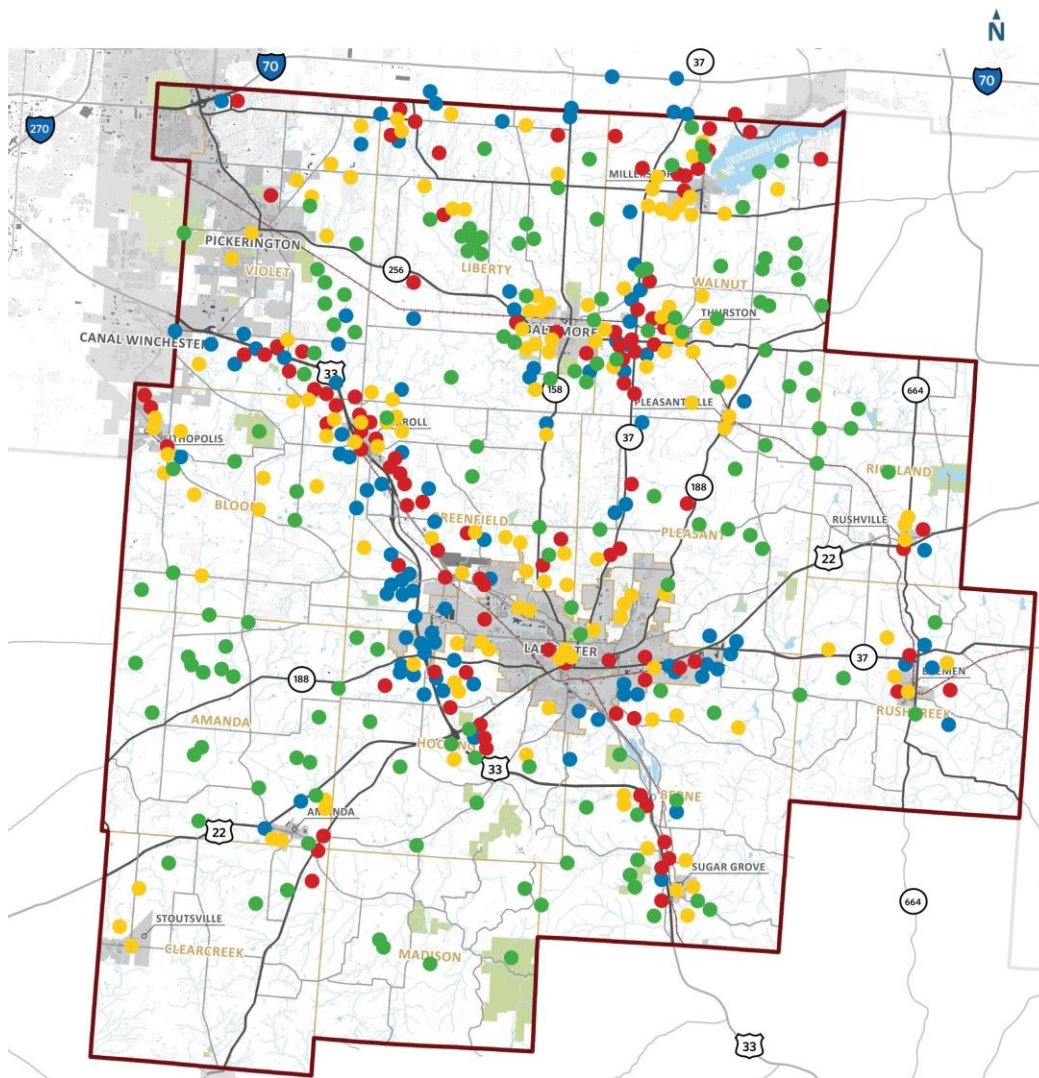 N
70
37
70
270
BUCKEYE LAKE
MILLERSPORT
PICKERINGTON
VIOLET
256
LIBERTY
WALNUT
THURSTON
BALTIMORE
CANAL WINCHESTER
33
158
664
PLEASANTVILLE
LITHOPOLIS
37
RICHLAND
188
BLOOM
GREENFIELD
PLEASANT
RUSHVILLE
22
LANCASTER
37
188
BREMEN
AMANDA
RUSHCREEK
HOCKING
33
BERNE
AMANDA
22
SUGAR GROVE
STOUTSVILLE
664
CLEARCREEK
MADISON
33